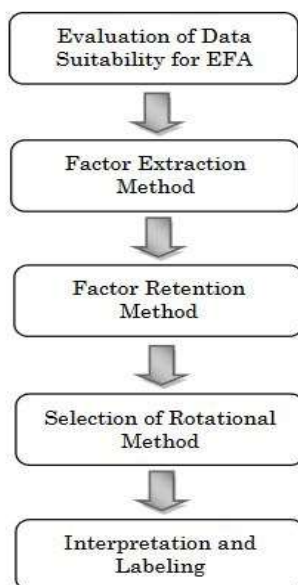 Evaluation of Data
Suitability for EFA
Factor Extraction
Method
Factor Retention
Method
Selection of Rotational
Method
Interpretation and
Labeling